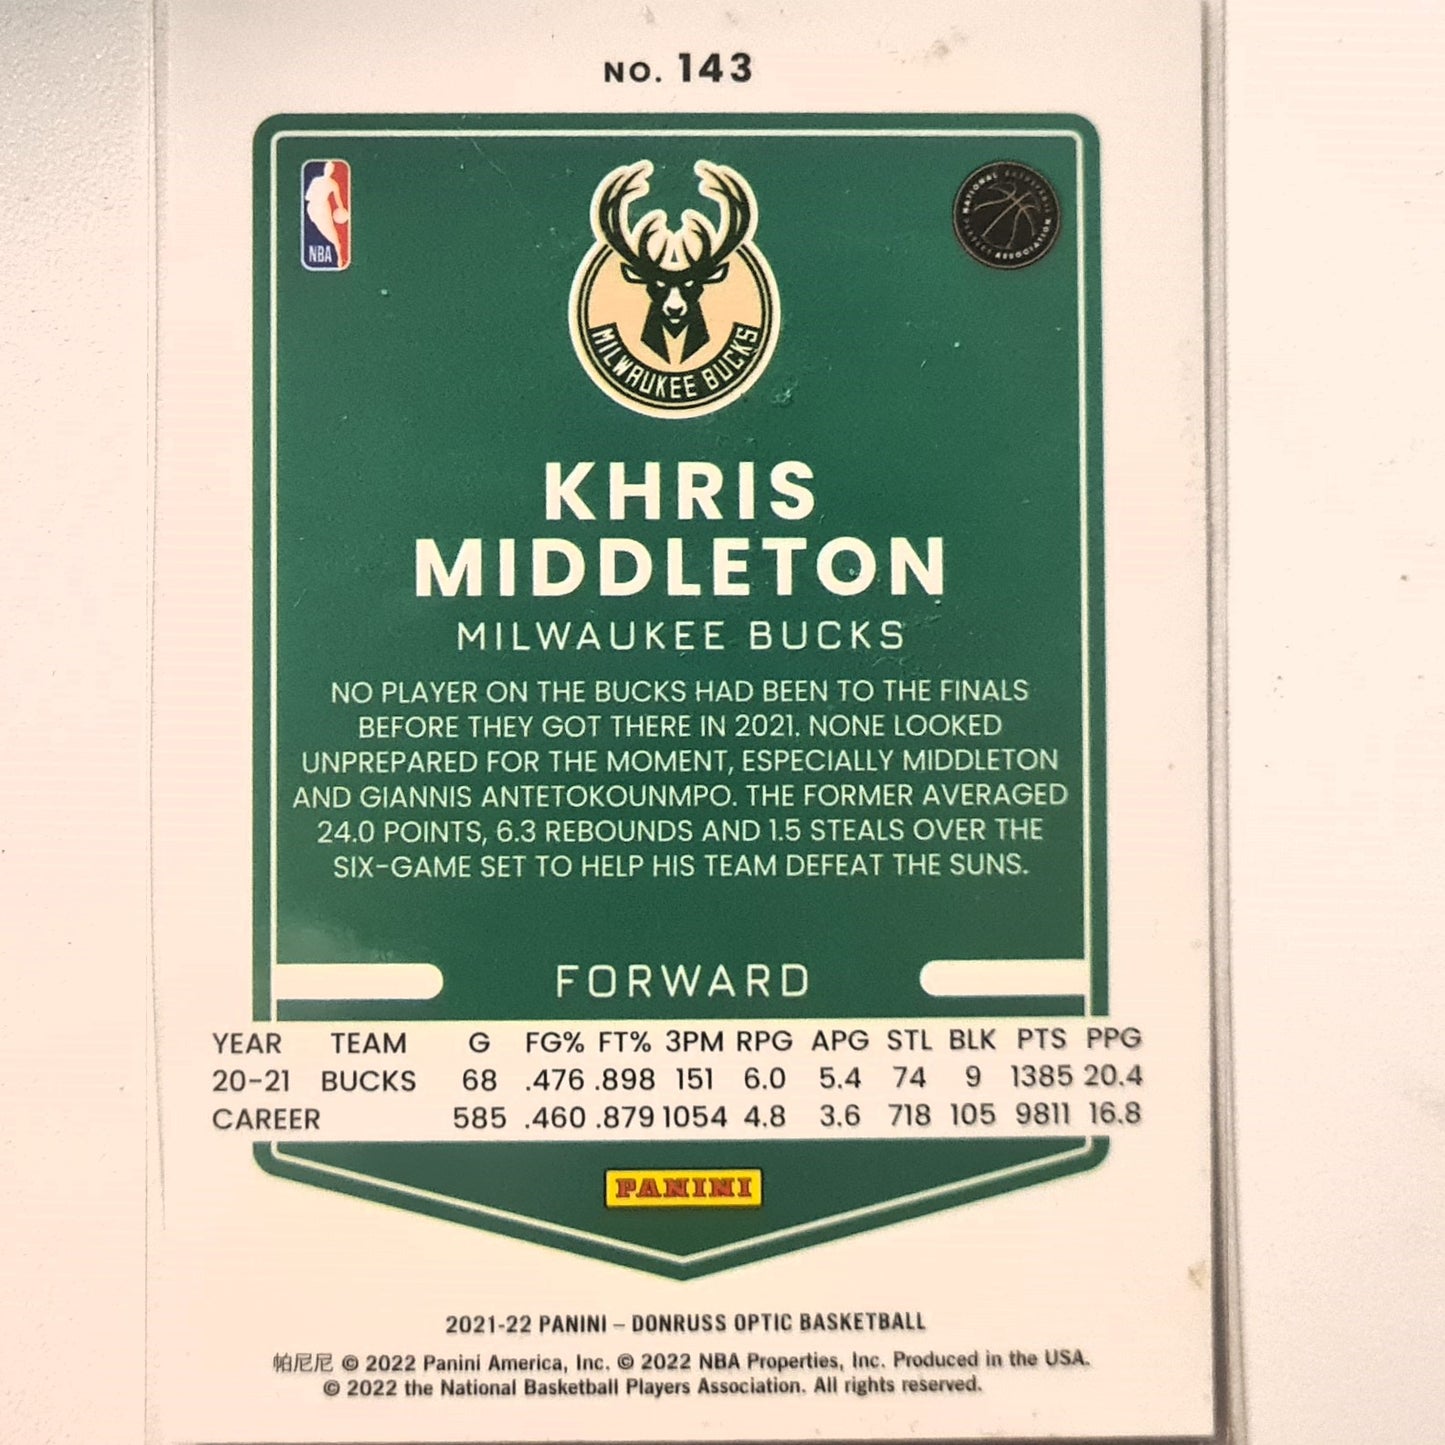 NO. 143
NBA
NATIONAL BASKETBALL PLAYERS ASSOCIATION
MILWAUKEE BUCKS
KHRIS
MIDDLETON
MILWAUKEE BUCKS
NO PLAYER ON THE BUCKS HAD BEEN TO THE FINALS
BEFORE THEY GOT THERE IN 2021. NONE LOOKED
UNPREPARED FOR THE MOMENT, ESPECIALLY MIDDLETON
AND GIANNIS ANTETOKOUNMPO. THE FORMER AVERAGED
24.0 POINTS, 6.3 REBOUNDS AND 1.5 STEALS OVER THE
SIX-GAME SET TO HELP HIS TEAM DEFEAT THE SUNS.
FORWARD
YEAR TEAM G FG% FT% 3PM RPG APG STL BLK PTS PPG
20-21 BUCKS 68 .476 .898 151 6.0 5.4 74 9 1385 20.4
CAREER 585 .460 .879 1054 4.8 3.6 718 105 9811 16.8
PANINI
2021-22 PANINI – DONRUSS OPTIC BASKETBALL
帕尼尼 © 2022 Panini America, Inc. © 2022 NBA Properties, Inc. Produced in the USA.
© 2022 the National Basketball Players Association. All rights reserved.